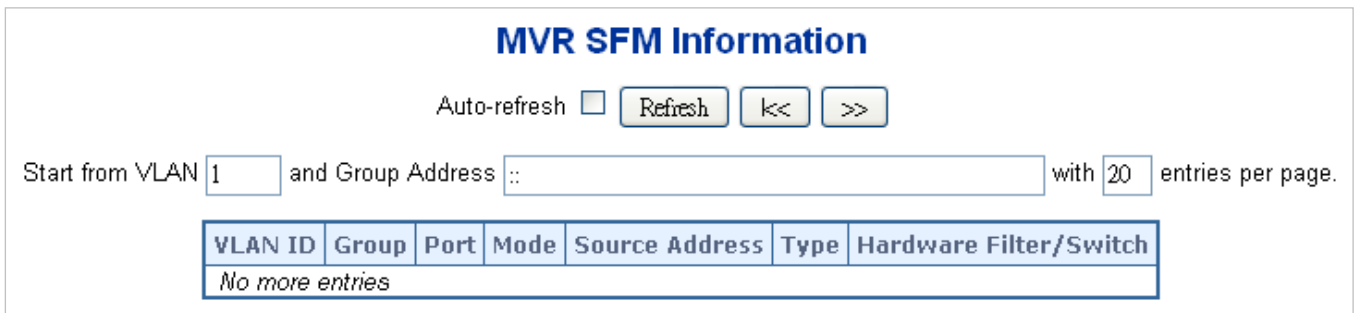 MVR SFM Information
Auto-refresh Refresh |<< >>
Start from VLAN 1 and Group Address :: with 20 entries per page.
VLAN ID Group Port Mode Source Address Type Hardware Filter/Switch
No more entries